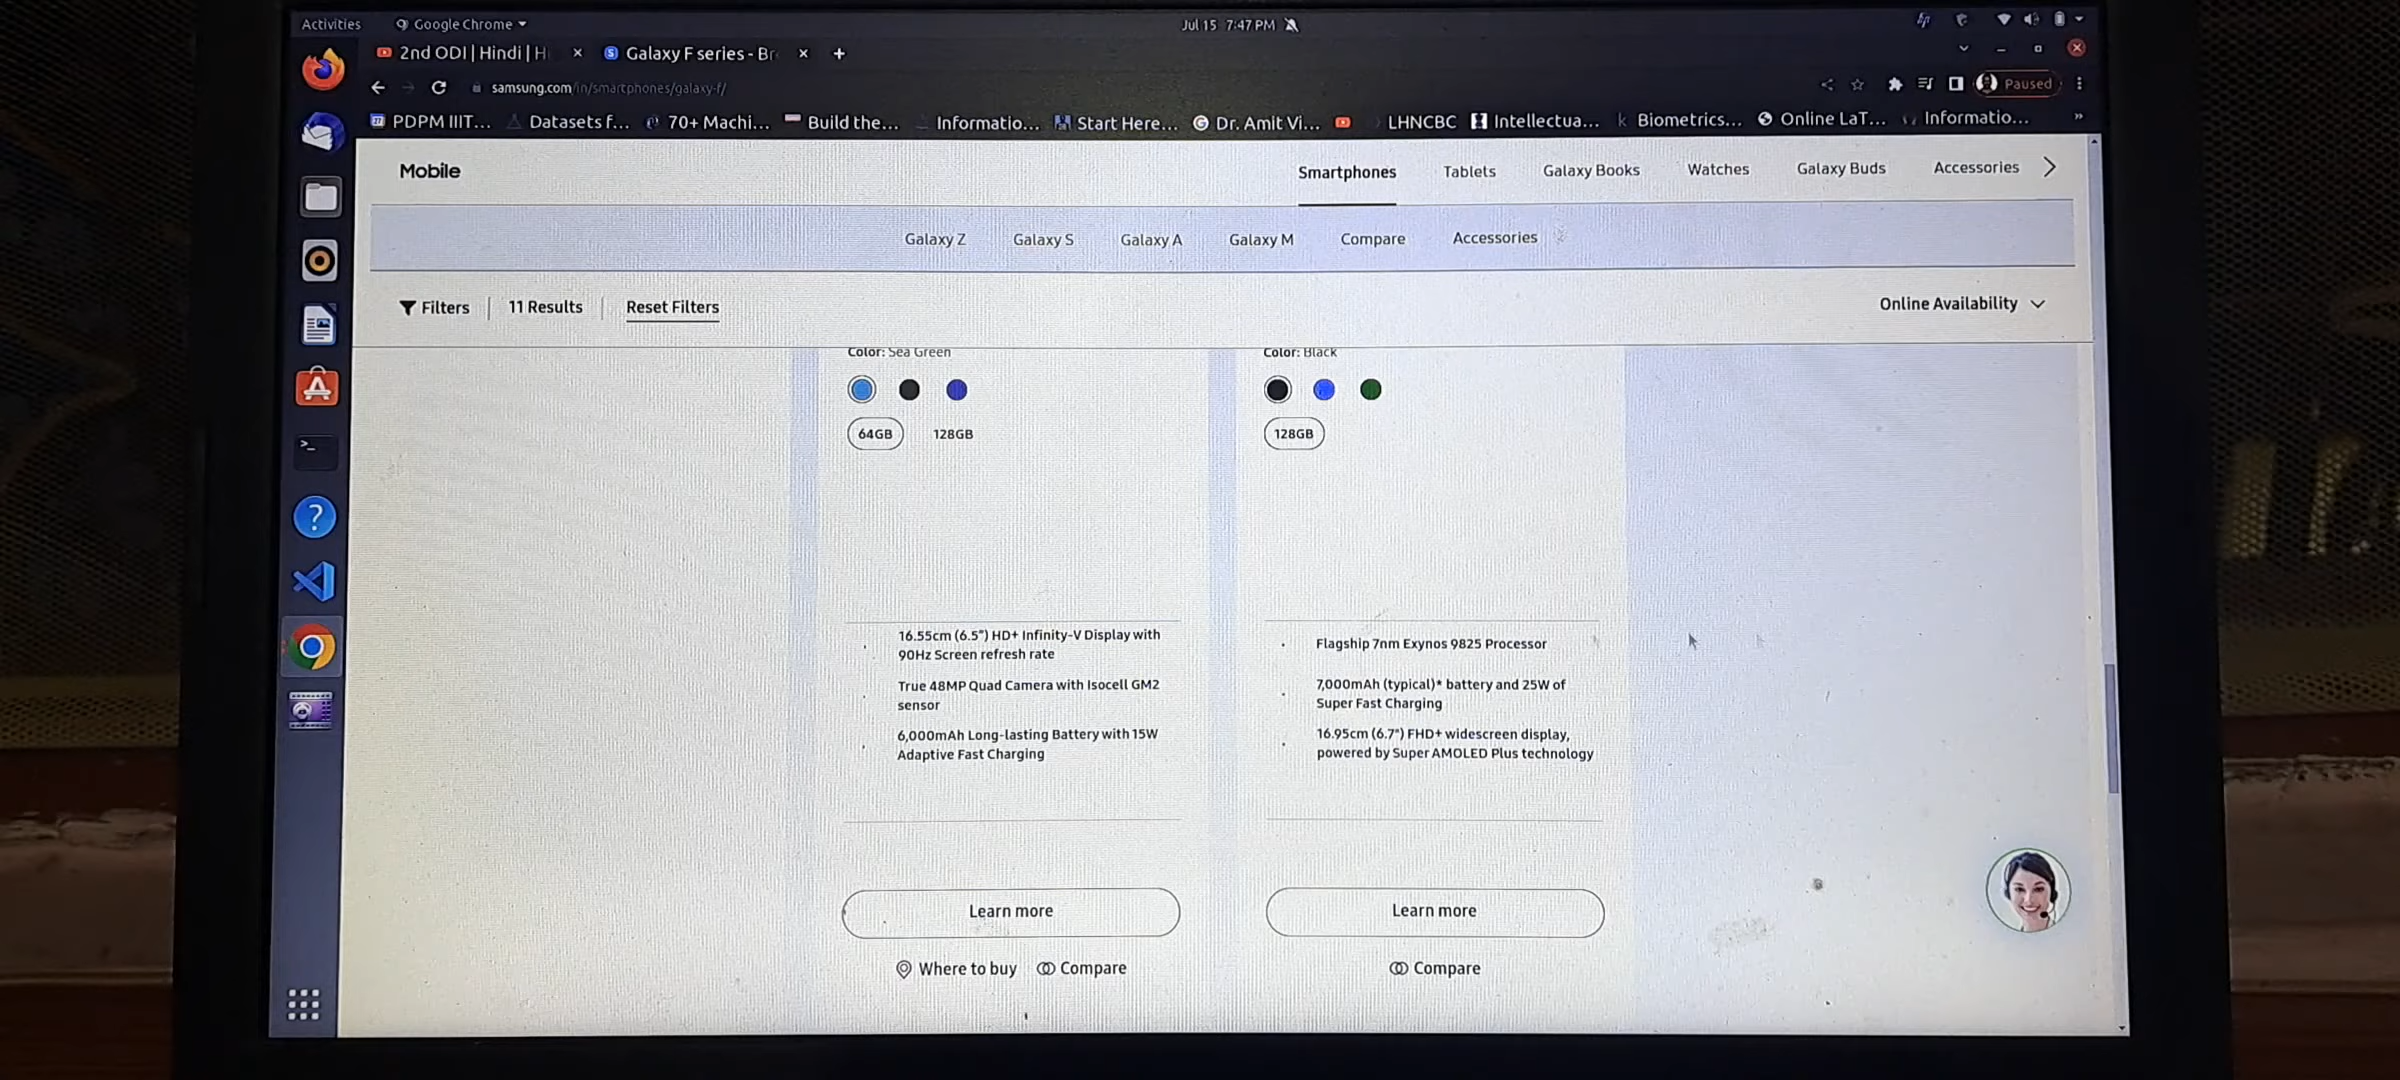 Activities Google Chrome Jul 15 7:47 PM
2nd ODI | Hindi | H Galaxy F series - Br
samsung.com/in/smartphones/galaxy-f/ Paused
PDPM IIIT... Datasets f... 70+ Machi... Build the... Informatio... Start Here... Dr. Amit Vi... LHNCBC Intellectua... Biometrics... Online LaT... Informatio...
Mobile Smartphones Tablets Galaxy Books Watches Galaxy Buds Accessories
Galaxy Z Galaxy S Galaxy A Galaxy M Compare Accessories
Filters 11 Results Reset Filters Online Availability
Color: Sea Green
64GB 128GB
16.55cm (6.5") HD+ Infinity-V Display with
90Hz Screen refresh rate
True 48MP Quad Camera with Isocell GM2
sensor
6,000mAh Long-lasting Battery with 15W
Adaptive Fast Charging
Learn more
Where to buy Compare
Color: Black
128GB
Flagship 7nm Exynos 9825 Processor
7,000mAh (typical)* battery and 25W of
Super Fast Charging
16.95cm (6.7") FHD+ widescreen display,
powered by Super AMOLED Plus technology
Learn more
Compare